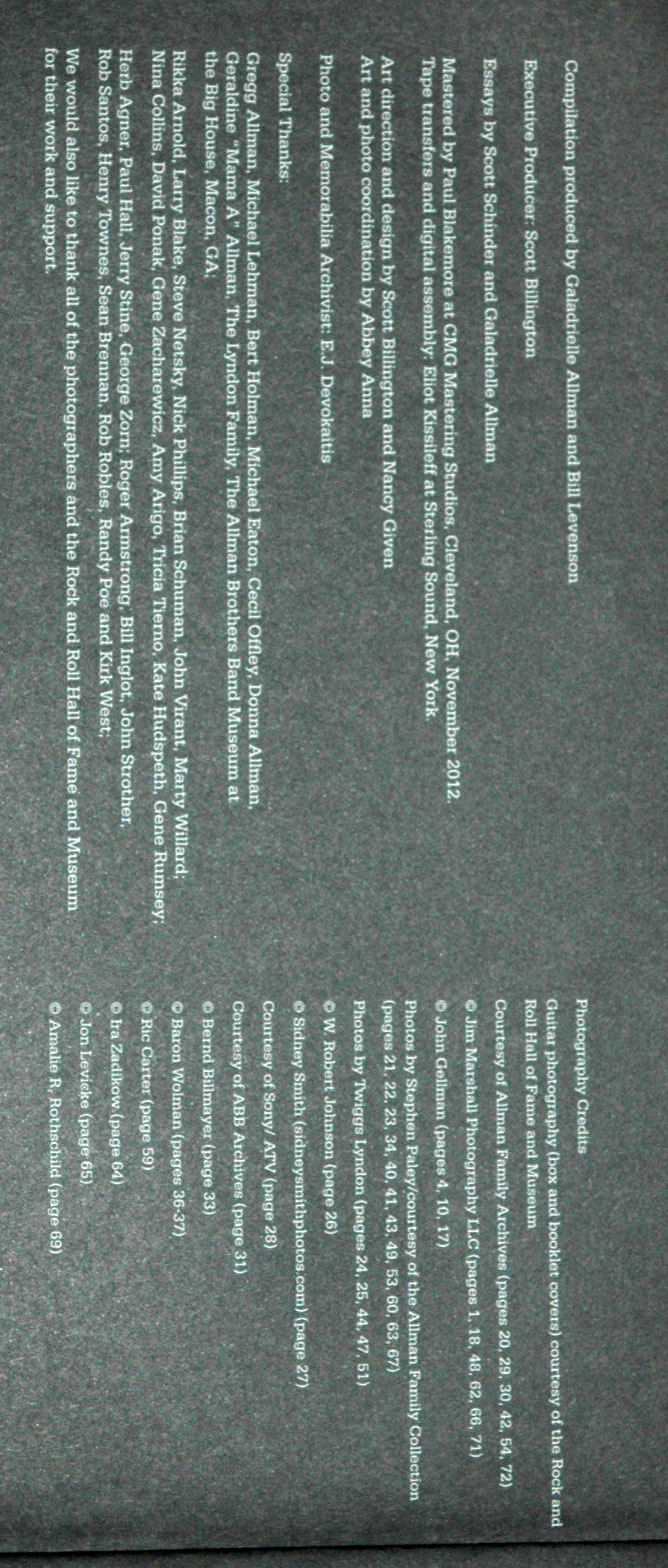 Compilation produced by Galadrielle Allman and Bill Levenson
Executive Producer: Scott Billington
Essays by Scott Schinder and Galadrielle Allman
Mastered by Paul Blakemore at CMG Mastering Studios, Cleveland, OH, November 2012.
Tape transfers and digital assembly: Eliot Kissileff at Sterling Sound, New York
Art direction and design by Scott Billington and Nancy Given
Art and photo coordination by Abbey Anna
Photo and Memorabilia Archivist: E.J. Devokaitis
Special Thanks:
Gregg Allman, Michael Lehman, Bert Holman, Michael Eaton, Cecil Offley, Donna Allman,
Geraldine "Mama A" Allman, The Lyndon Family, The Allman Brothers Band Museum at
the Big House, Macon, GA;
Rikka Arnold, Larry Blake, Steve Netsky, Nick Phillips, Brian Schuman, John Virant, Marty Willard;
Nina Collins, David Ponak, Gene Zacharewicz, Amy Arigo, Tricia Tierno, Kate Hudspeth, Gene Rumsey;
Herb Agner, Paul Hall, Jerry Stine, George Zorn; Roger Armstrong, Bill Inglot, John Strother,
Rob Santos, Henry Townes, Sean Brennan, Rob Robles, Randy Poe and Kirk West;
We would also like to thank all of the photographers and the Rock and Roll Hall of Fame and Museum
for their work and support.
Photography Credits
Guitar photography (box and booklet covers) courtesy of the Rock and
Roll Hall of Fame and Museum
Courtesy of Allman Family Archives (pages 20, 29, 30, 42, 54, 72)
© Jim Marshall Photography LLC (pages 1, 18, 48, 62, 66, 71)
© John Gellman (pages 4, 10, 17)
Photos by Stephen Paley/courtesy of the Allman Family Collection
(pages 21, 22, 23, 34, 40, 41, 43, 49, 53, 60, 63, 67)
Photos by Twiggs Lyndon (pages 24, 25, 44, 47, 51)
© W. Robert Johnson (page 26)
© Sidney Smith (sidneysmithphotos.com) (page 27)
Courtesy of Sony/ ATV (page 28)
Courtesy of ABB Archives (page 31)
© Bernd Billmayer (page 33)
© Baron Wolman (pages 36-37)
© Ric Carter (page 59)
© Ira Zadikow (page 64)
© Jon Levicke (page 65)
© Amalie R. Rothschild (page 69)